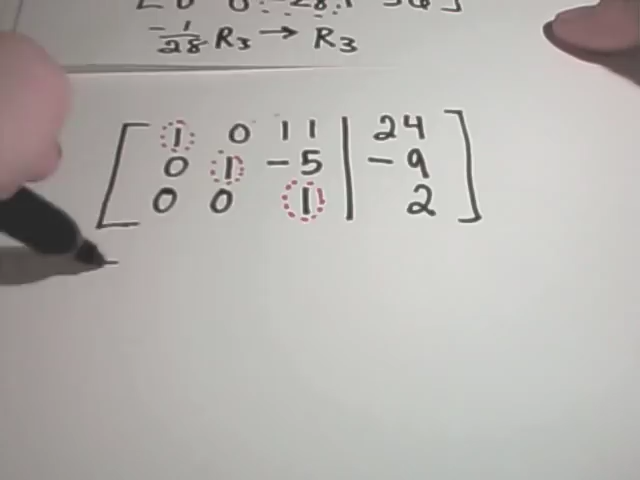 -1/28 R₃ → R₃
[ 1 0 11 | 24 ]
[ 0 1 -5 | -9 ]
[ 0 0 1 | 2 ]